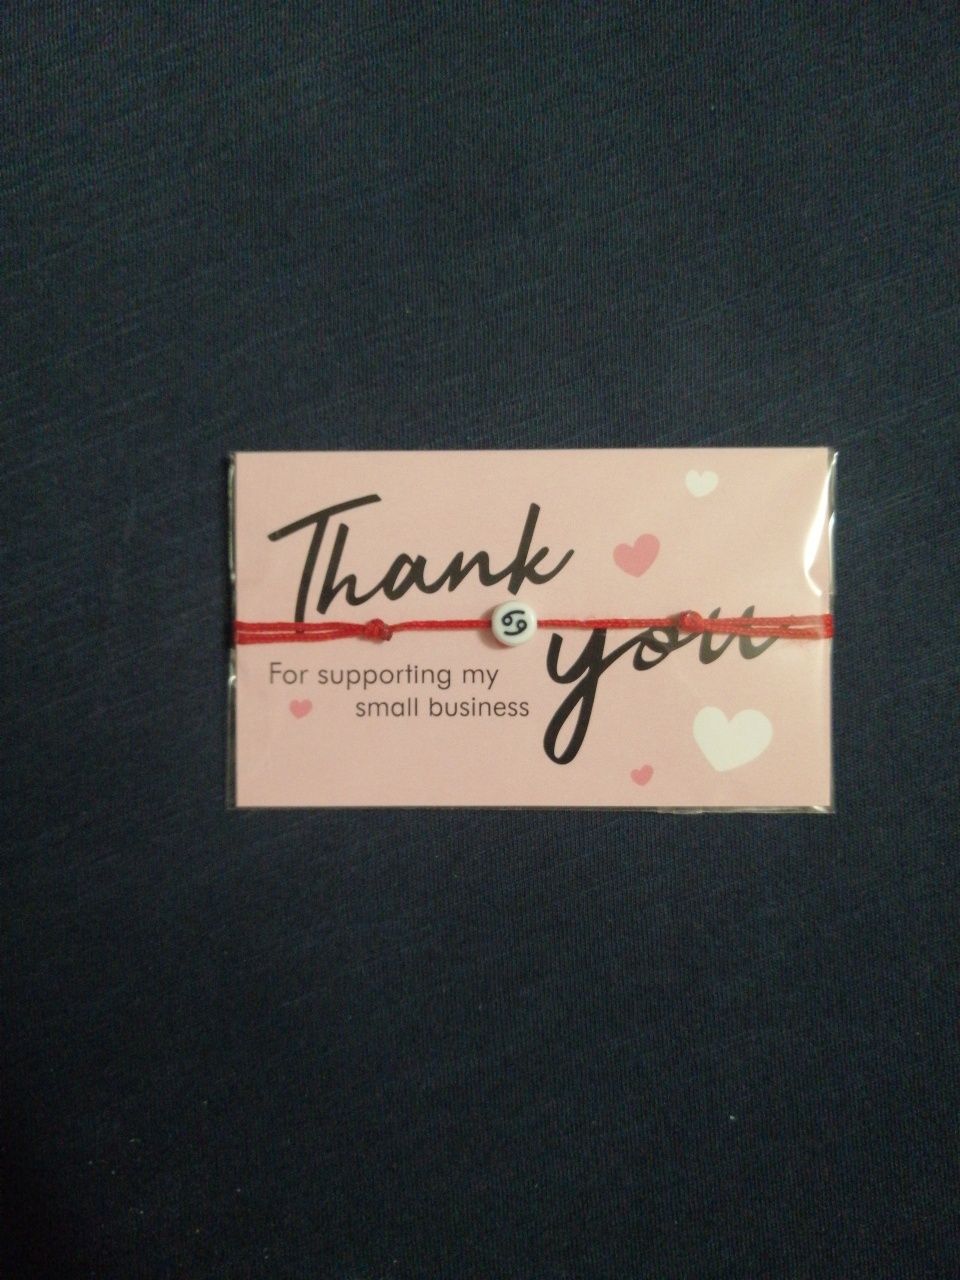 Thank
♋
you
For supporting my
small business